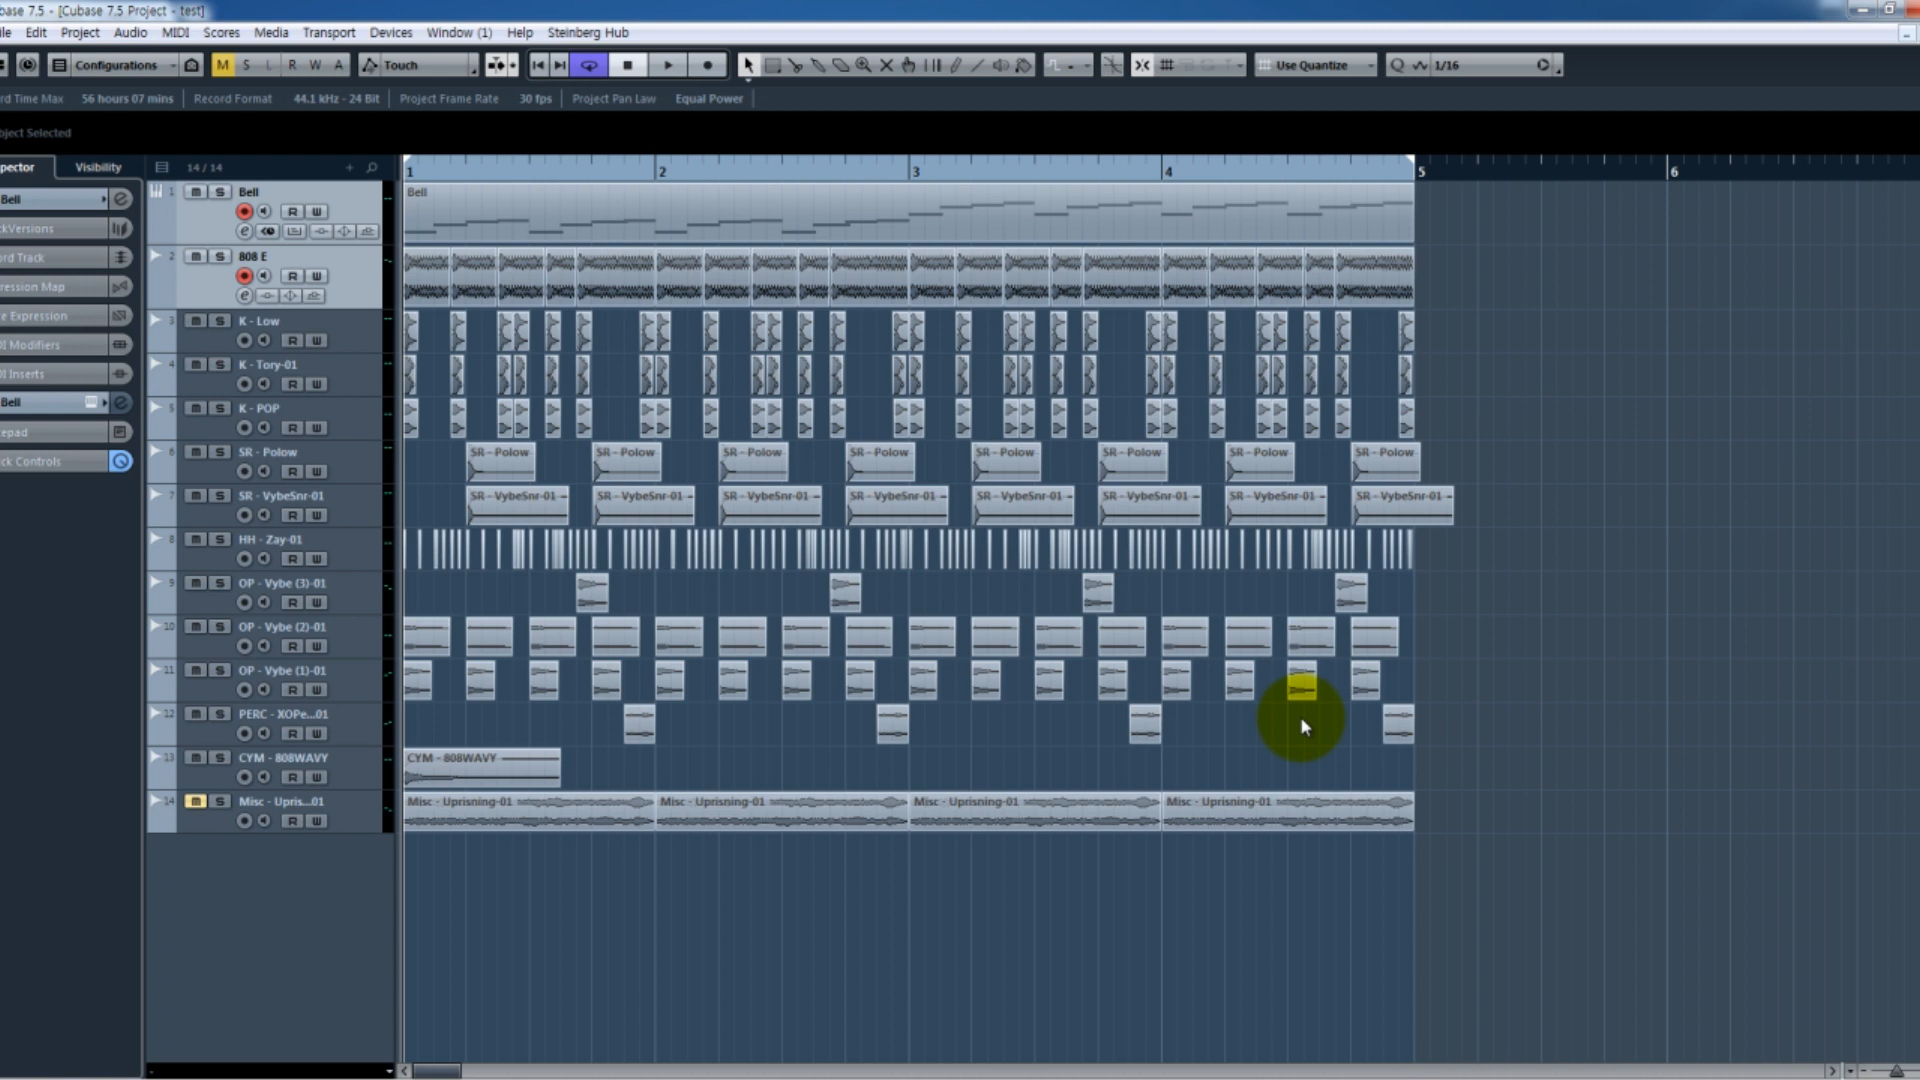 base 7.5 - [Cubase 7.5 Project - test]
ile Edit Project Audio MIDI Scores Media Transport Devices Window (1) Help Steinberg Hub
Configurations M S L R W A Touch Use Quantize Q 1/16
rd Time Max 56 hours 07 mins Record Format 44.1 kHz - 24 Bit Project Frame Rate 30 fps Project Pan Law Equal Power
bject Selected
pector Visibility 14 / 14 1 2 3 4 5 6
Bell
kVersions
ord Track
ression Map
te Expression
DI Modifiers
DI Inserts
Bell
epad
ck Controls
1 m S Bell
R W
Bell
2 m S 808 E
R W
3 m S K - Low
R W
4 m S K - Tory-01
R W
5 m S K - POP
R W
6 m S SR - Polow
R W
SR - Polow SR - Polow SR - Polow SR - Polow SR - Polow SR - Polow SR - Polow SR - Polow
7 m S SR - VybeSnr-01
R W
SR - VybeSnr-01 SR - VybeSnr-01 SR - VybeSnr-01 SR - VybeSnr-01 SR - VybeSnr-01 SR - VybeSnr-01 SR - VybeSnr-01 SR - VybeSnr-01
8 m S HH - Zay-01
R W
9 m S OP - Vybe (3)-01
R W
10 m S OP - Vybe (2)-01
R W
11 m S OP - Vybe (1)-01
R W
12 m S PERC - XOPe...01
R W
13 m S CYM - 808WAVY
R W
CYM - 808WAVY
14 m S Misc - Upris...01
R W
Misc - Uprisning-01 Misc - Uprisning-01 Misc - Uprisning-01 Misc - Uprisning-01